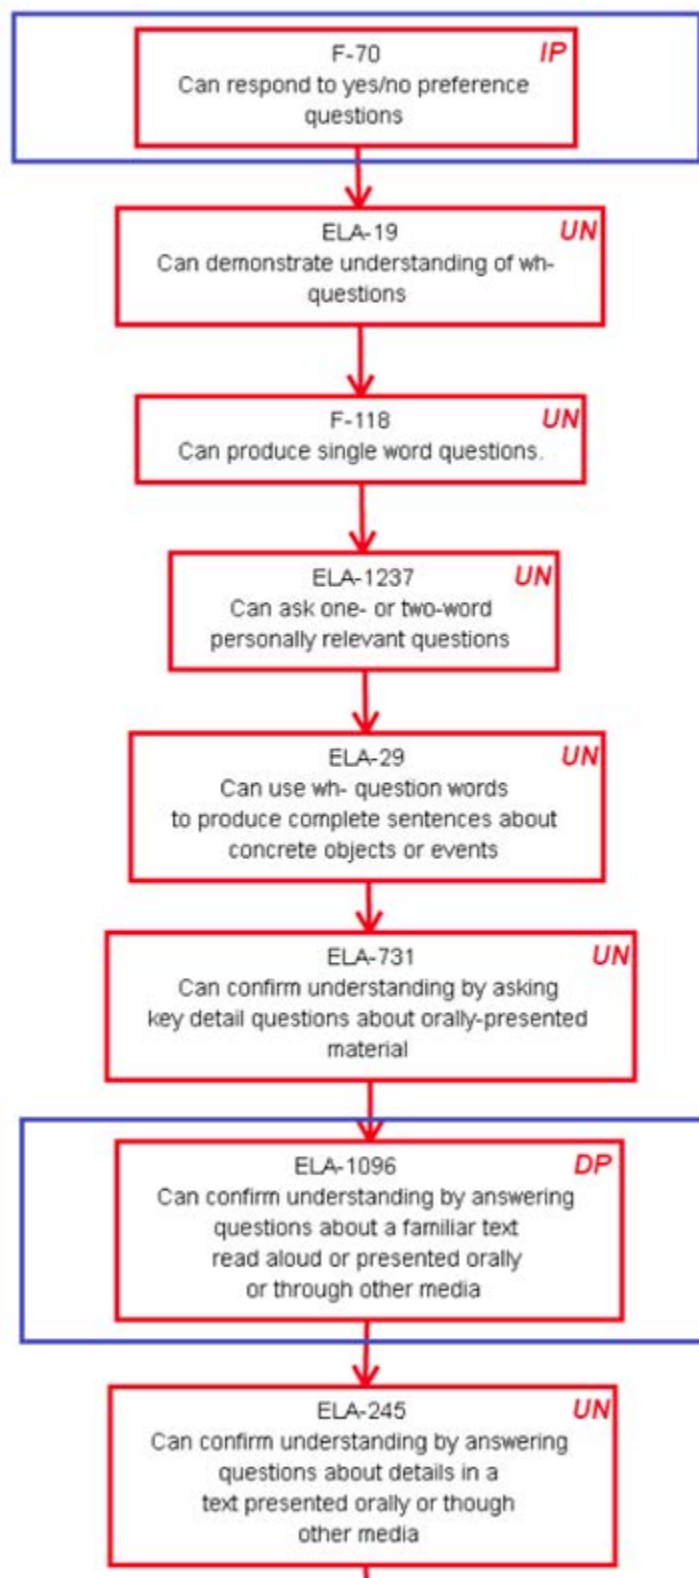 F-70
IP
Can respond to yes/no preference
questions
ELA-19
UN
Can demonstrate understanding of wh-
questions
F-118
UN
Can produce single word questions.
ELA-1237
UN
Can ask one- or two-word
personally relevant questions
ELA-29
UN
Can use wh- question words
to produce complete sentences about
concrete objects or events
ELA-731
UN
Can confirm understanding by asking
key detail questions about orally-presented
material
ELA-1096
DP
Can confirm understanding by answering
questions about a familiar text
read aloud or presented orally
or through other media
ELA-245
UN
Can confirm understanding by answering
questions about details in a
text presented orally or though
other media